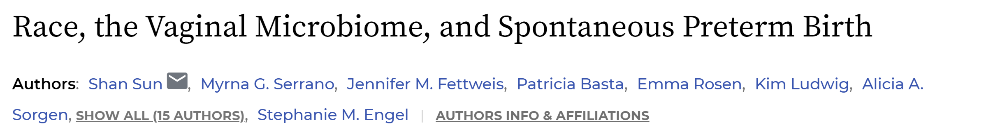 Race, the Vaginal Microbiome, and Spontaneous Preterm Birth
Authors: Shan Sun, Myrna G. Serrano, Jennifer M. Fettweis, Patricia Basta, Emma Rosen, Kim Ludwig, Alicia A.
Sorgen, SHOW ALL (15 AUTHORS), Stephanie M. Engel | AUTHORS INFO & AFFILIATIONS